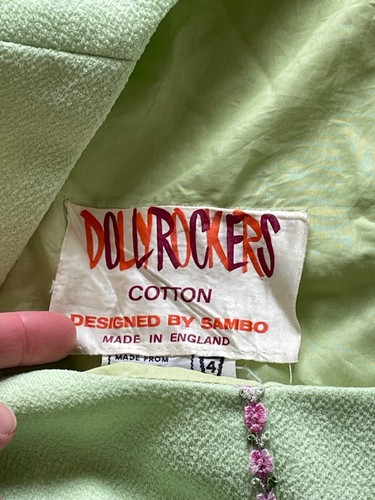 DOLLYROCKERS
COTTON
DESIGNED BY SAMBO
MADE IN ENGLAND
MADE FROM
14